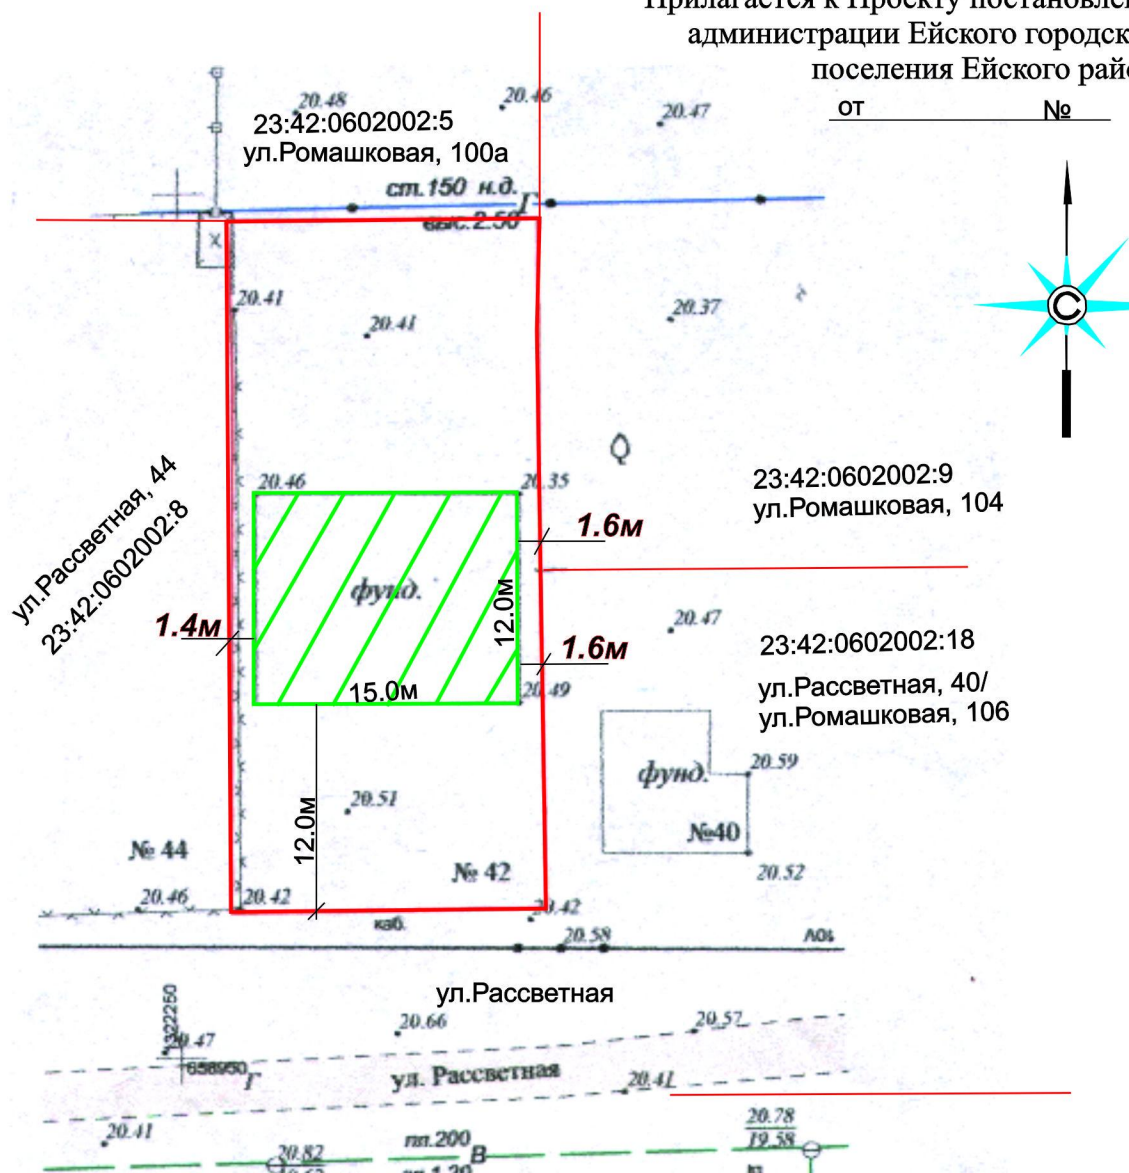 Прилагается к Проекту постановле
администрации Ейского городск
поселения Ейского рай
от №
20.48
20.46
20.47
23:42:0602002:5
ул.Ромашковая, 100а
ст.150 н.д.
Г
выс.2.50
х
20.41
20.41
20.37
С
20.46
20.35
ул.Рассветная, 44
23:42:0602002:8
23:42:0602002:9
ул.Ромашковая, 104
1.6м
фунд.
12.0м
1.4м
1.6м
20.47
23:42:0602002:18
15.0м
20.49
ул.Рассветная, 40/
ул.Ромашковая, 106
фунд.
20.59
20.51
12.0м
№40
№ 44
№ 42
20.52
20.46
20.42
20.42
каб.
20.58
ул.Рассветная
1322250
20.47
658950
Г
20.66
20.57
ул. Рассветная
20.41
20.41
пл.200
В
20.82
20.78
19.58